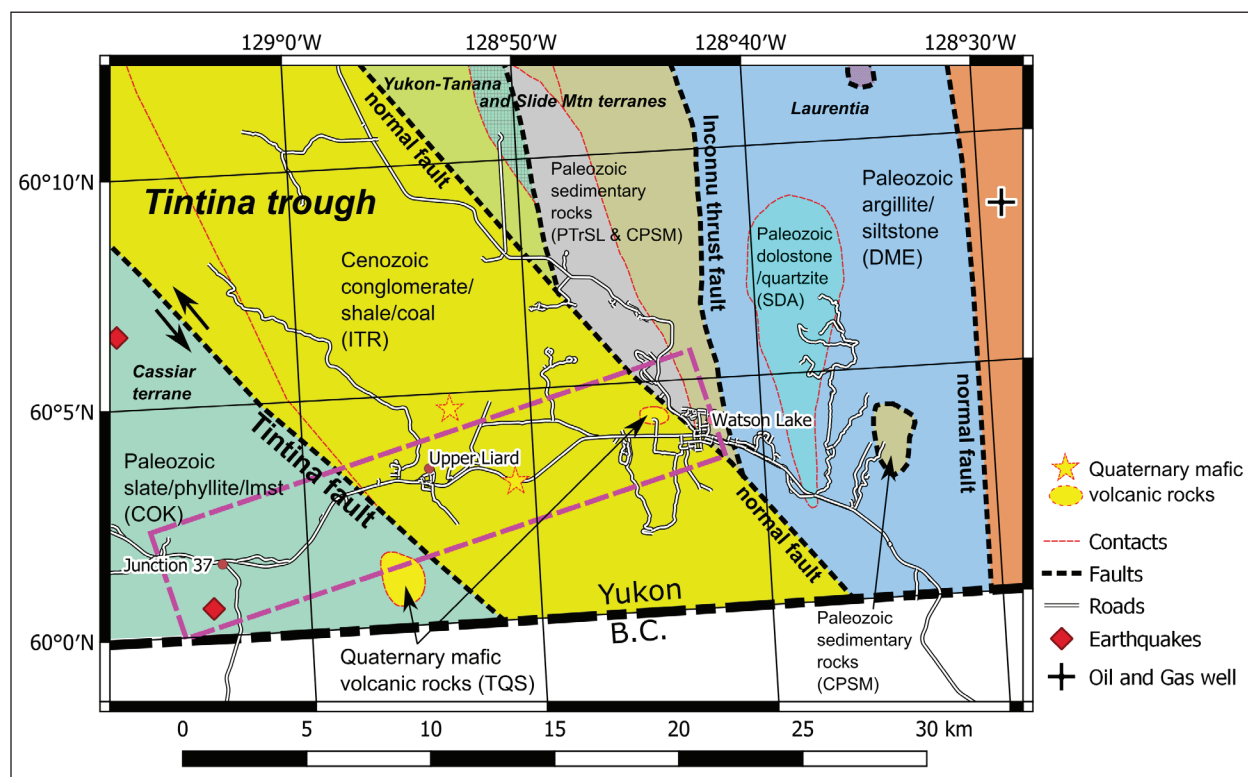 129°0'W
128°50'W
128°40'W
128°30'W
60°10'N
60°5'N
60°0'N
Yukon-Tanana
and Slide Mtn terranes
Laurentia
normal fault
Inconnu thrust fault
Tintina trough
Paleozoic
sedimentary
rocks
(PTrSL & CPSM)
Paleozoic
argillite/
siltstone
(DME)
Paleozoic
dolostone
/quartzite
(SDA)
Cenozoic
conglomerate/
shale/coal
(ITR)
Cassiar
terrane
Tintina fault
normal fault
Watson Lake
Upper Liard
Paleozoic
slate/phyllite/lmst
(COK)
Junction 37
normal fault
Yukon
B.C.
Quaternary mafic
volcanic rocks (TQS)
Paleozoic
sedimentary
rocks
(CPSM)
Quaternary mafic
volcanic rocks
Contacts
Faults
Roads
Earthquakes
Oil and Gas well
0
5
10
15
20
25
30 km